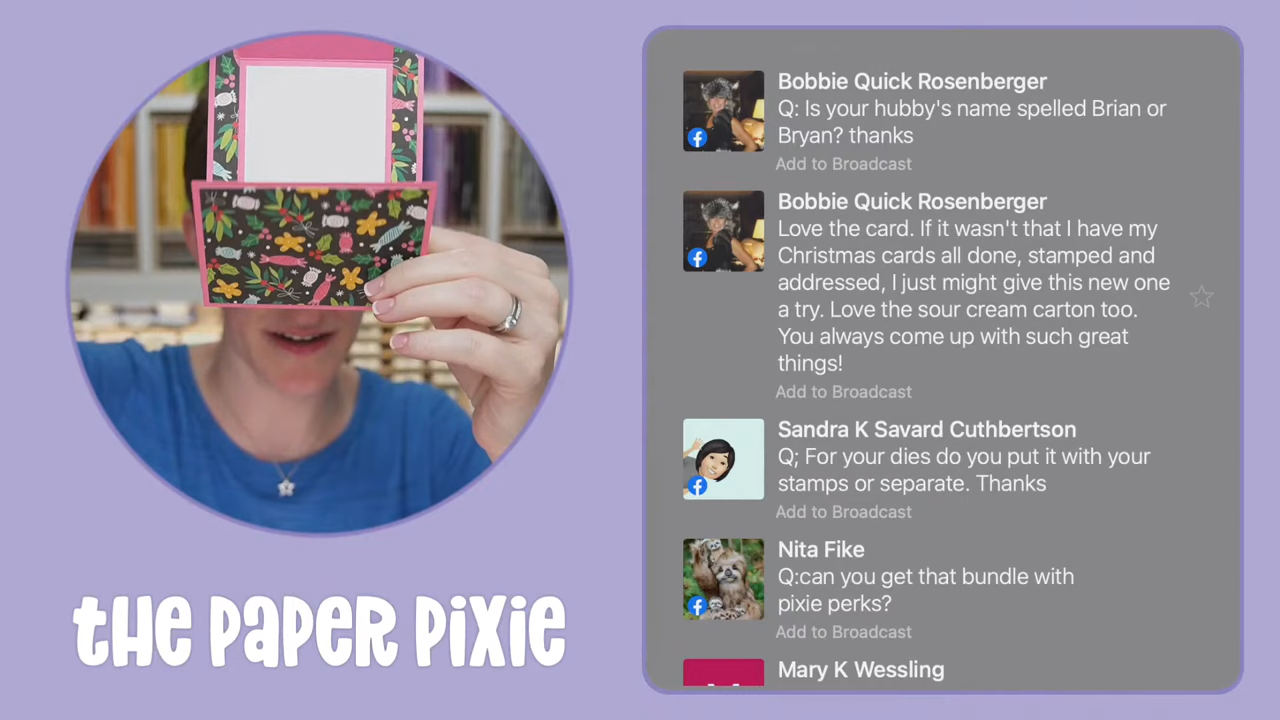 Bobbie Quick Rosenberger
Q: Is your hubby's name spelled Brian or
Bryan? thanks
Add to Broadcast
Bobbie Quick Rosenberger
Love the card. If it wasn't that I have my
Christmas cards all done, stamped and
addressed, I just might give this new one
a try. Love the sour cream carton too.
You always come up with such great
things!
Add to Broadcast
Sandra K Savard Cuthbertson
Q; For your dies do you put it with your
stamps or separate. Thanks
Add to Broadcast
Nita Fike
Q:can you get that bundle with
pixie perks?
Add to Broadcast
Mary K Wessling
the paper pixie